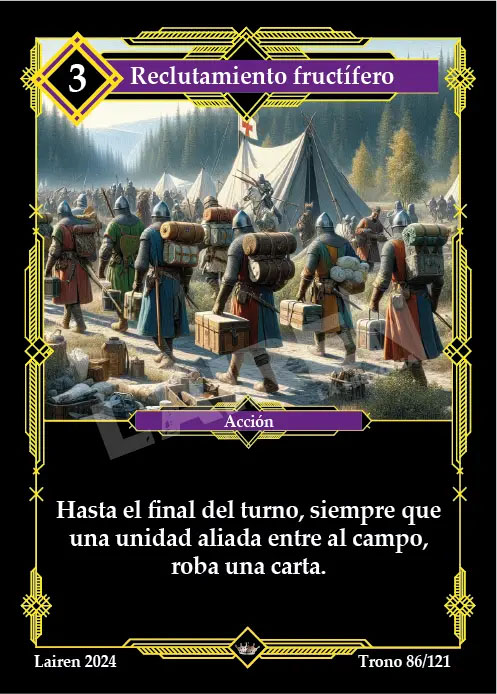 3
Reclutamiento fructífero
Acción
Hasta el final del turno, siempre que
una unidad aliada entre al campo,
roba una carta.
Lairen 2024
Trono 86/121